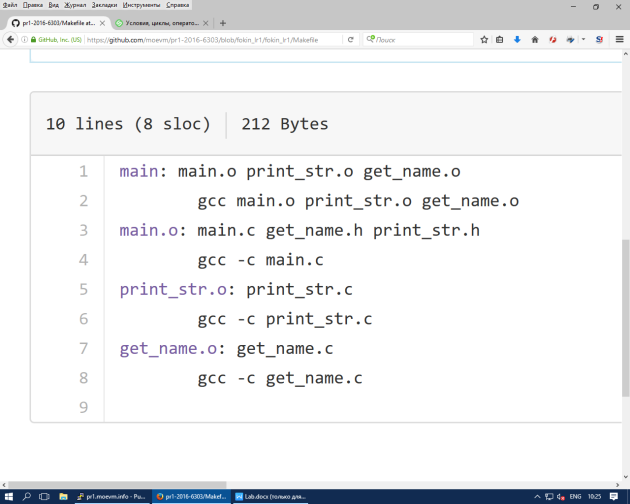 Файл Правка Вид Журнал Закладки Инструменты Справка
pr1-2016-6303/Makefile at... Условия, циклы, операто...
GitHub, Inc. (US) https://github.com/moevm/pr1-2016-6303/blob/fokin_lr1/fokin_lr1/Makefile Поиск
10 lines (8 sloc) 212 Bytes
1 main: main.o print_str.o get_name.o
2 gcc main.o print_str.o get_name.o
3 main.o: main.c get_name.h print_str.h
4 gcc -c main.c
5 print_str.o: print_str.c
6 gcc -c print_str.c
7 get_name.o: get_name.c
8 gcc -c get_name.c
9
pr1.moevm.info - Pu... pr1-2016-6303/Makef... Lab.docx (только для... ENG 10:25